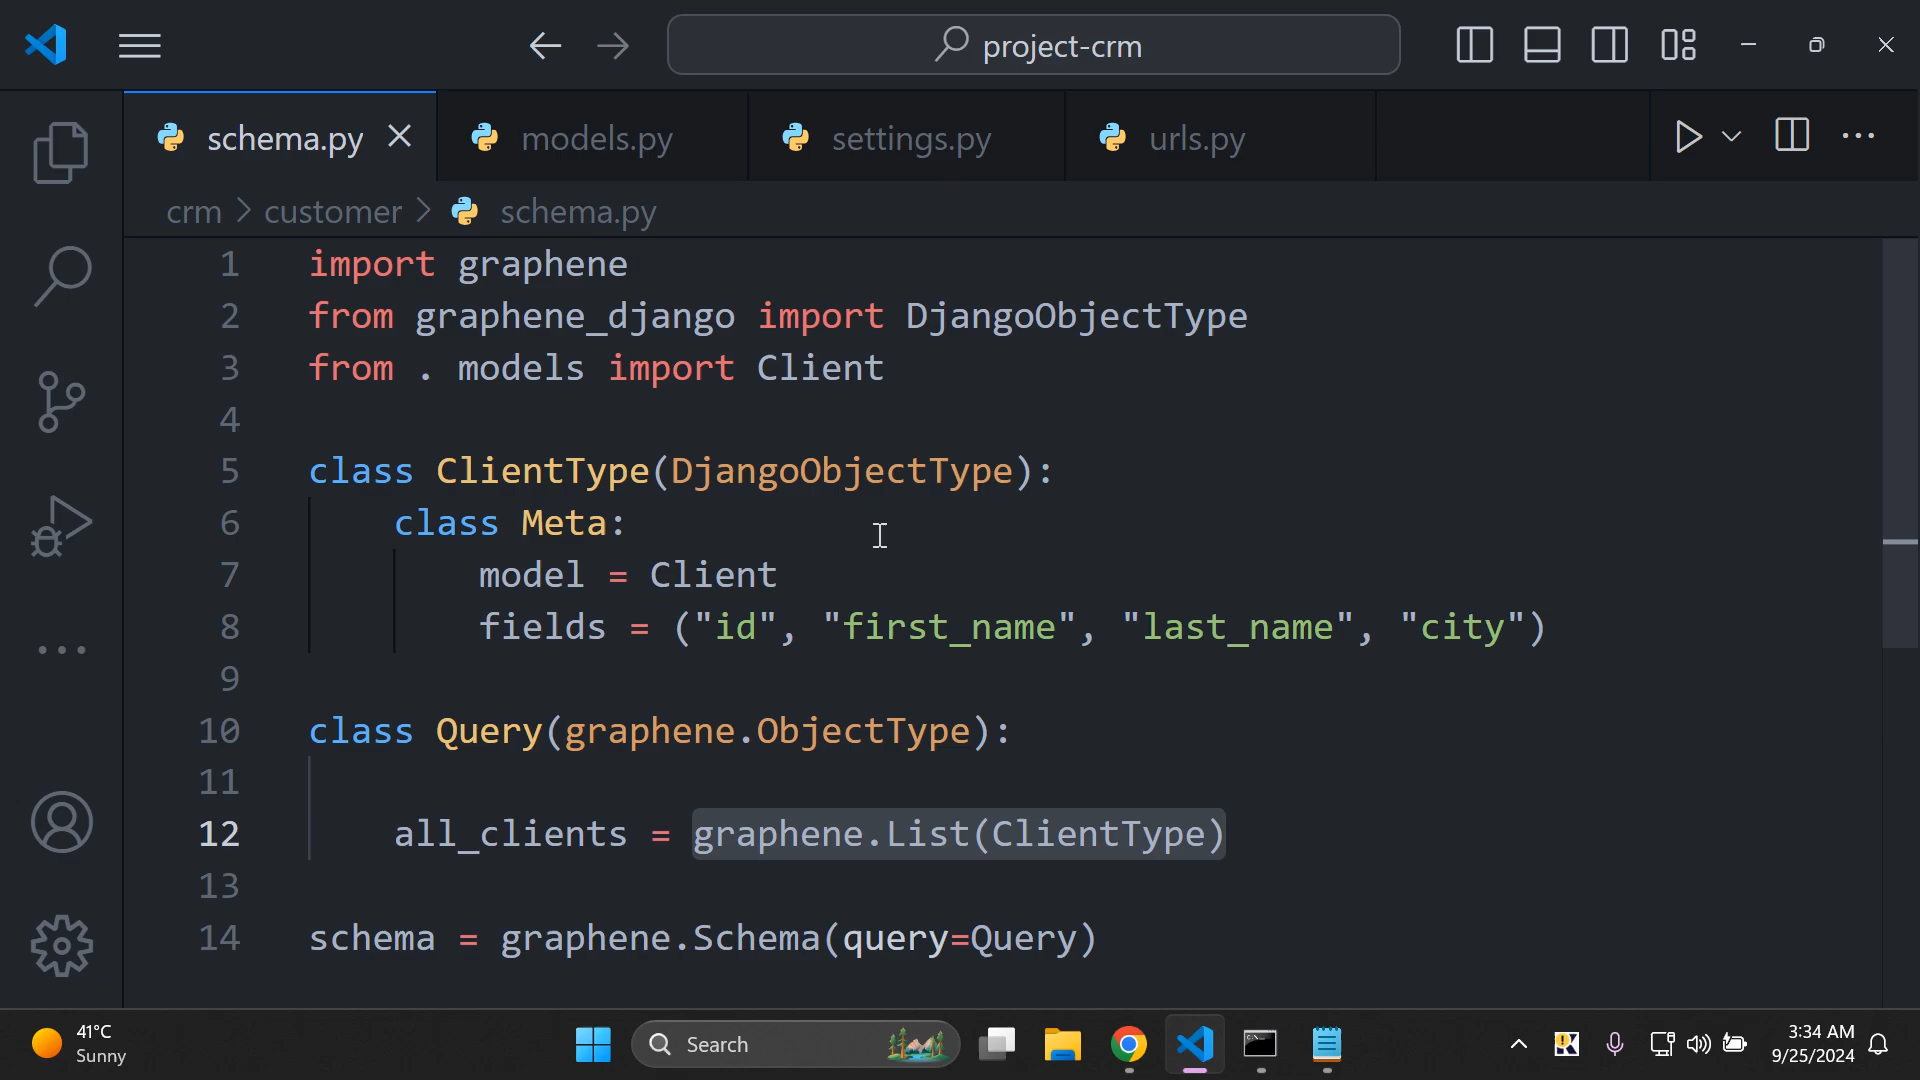 project-crm
schema.py
models.py
settings.py
urls.py
crm > customer > schema.py
1 import graphene
2 from graphene_django import DjangoObjectType
3 from . models import Client
4
5 class ClientType(DjangoObjectType):
6 class Meta:
7 model = Client
8 fields = ("id", "first_name", "last_name", "city")
9
10 class Query(graphene.ObjectType):
11
12 all_clients = graphene.List(ClientType)
13
14 schema = graphene.Schema(query=Query)
41°C
Sunny
Search
3:34 AM
9/25/2024